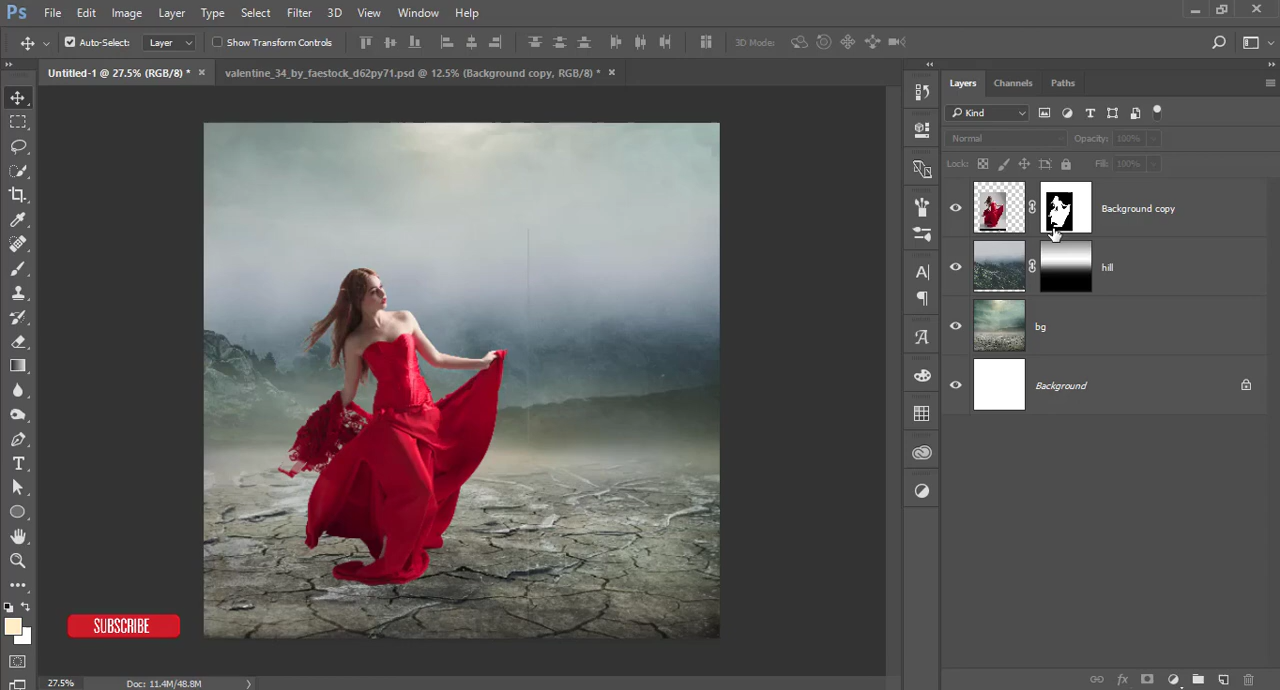 Ps File Edit Image Layer Type Select Filter 3D View Window Help
Auto-Select: Layer Show Transform Controls 3D Mode:
Untitled-1 @ 27.5% (RGB/8) * × valentine_34_by_faestock_d62py71.psd @ 12.5% (Background copy, RGB/8) * ×
Layers Channels Paths
Kind
Normal Opacity: 100%
Lock: Fill: 100%
Background copy
hill
bg
Background
SUBSCRIBE
27.5% Doc: 11.4M/48.8M